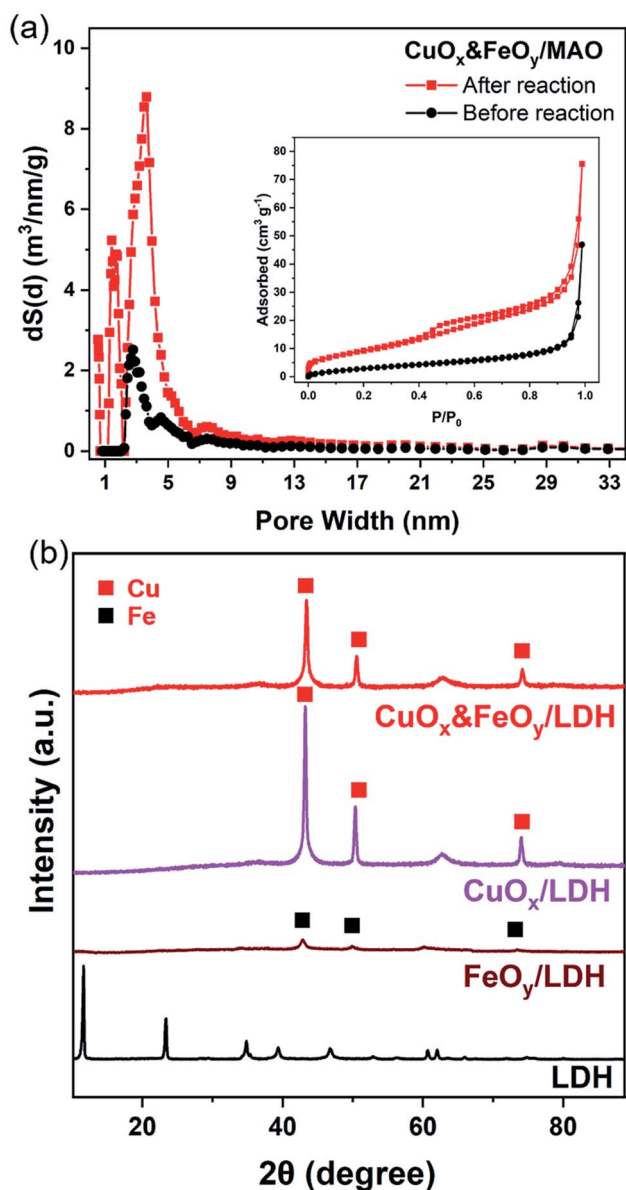 (a)
CuOx&FeOy/MAO
After reaction
Before reaction
10
8
6
4
2
0
dS(d) (m³/nm/g)
80
70
60
50
40
30
20
10
0
Adsorbed (cm³ g⁻¹)
0.0 0.2 0.4 0.6 0.8 1.0
P/P₀
1 5 9 13 17 21 25 29 33
Pore Width (nm)
(b)
Cu
Fe
CuOx&FeOy/LDH
CuOx/LDH
FeOy/LDH
LDH
Intensity (a.u.)
20 40 60 80
2θ (degree)